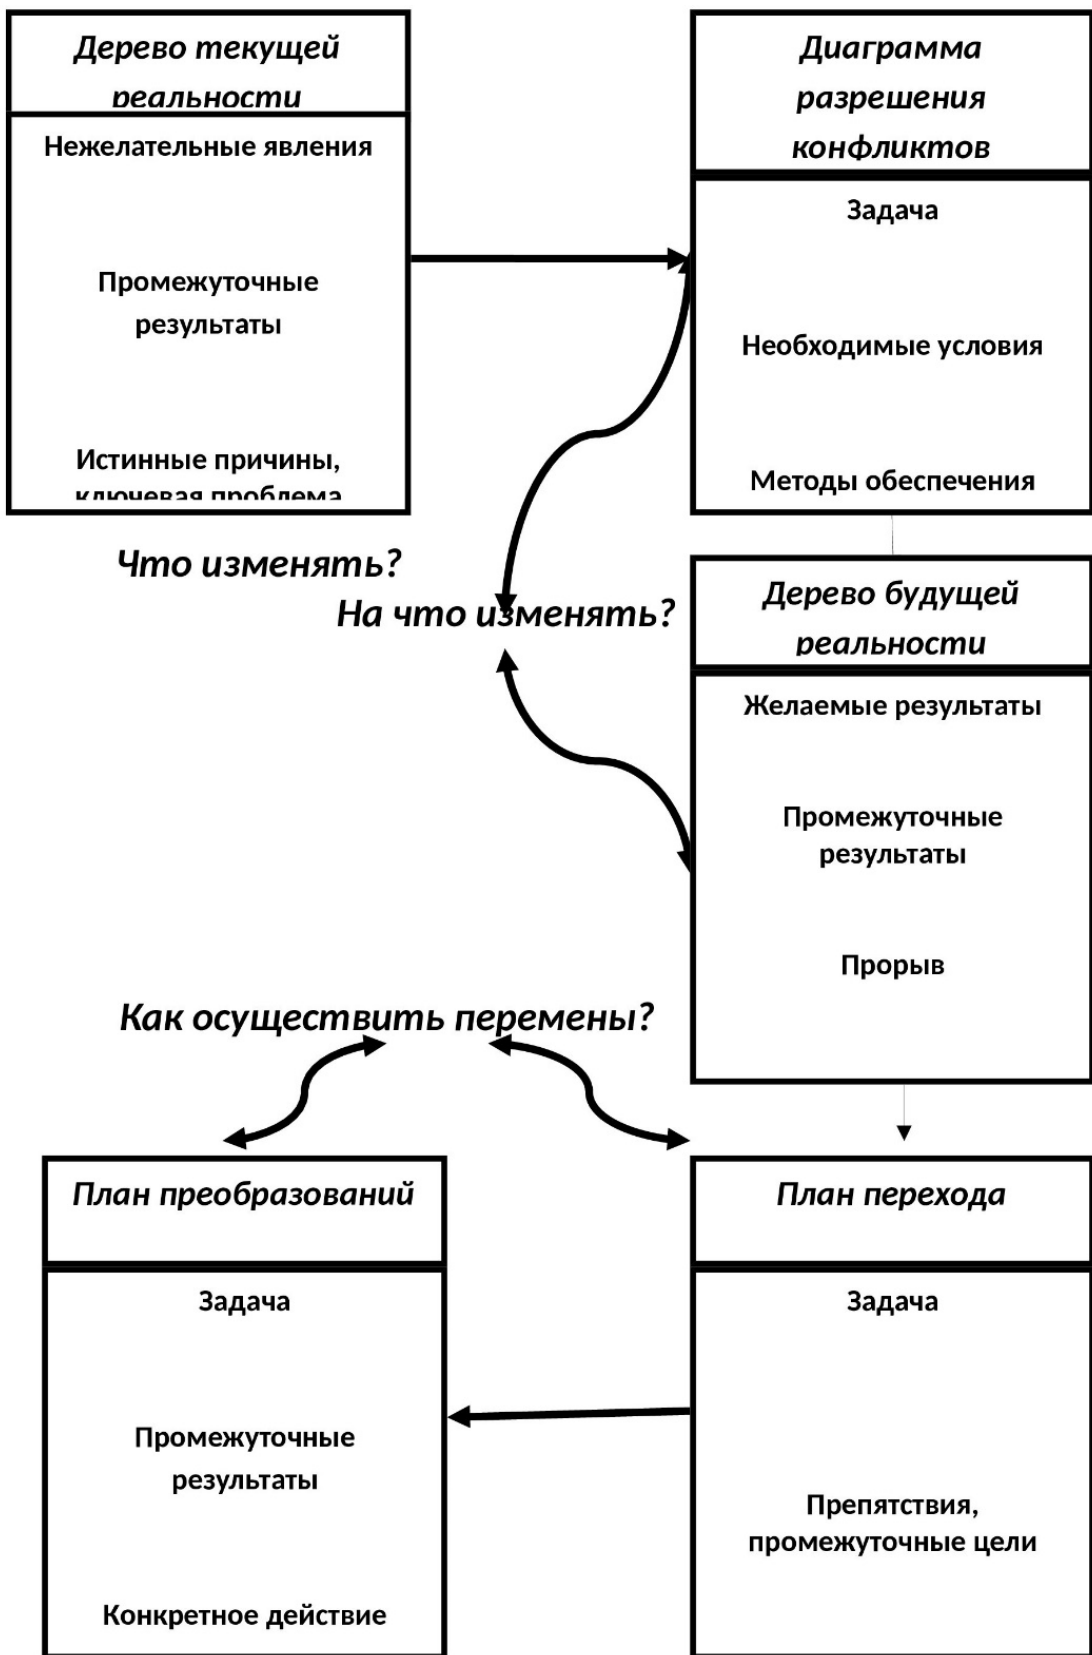 Дерево текущей
реальности
Нежелательные явления
Промежуточные
результаты
Истинные причины,
ключевая проблема
Что изменять?
Диаграмма
разрешения
конфликтов
Задача
Необходимые условия
Методы обеспечения
На что изменять?
Дерево будущей
реальности
Желаемые результаты
Промежуточные
результаты
Прорыв
Как осуществить перемены?
План преобразований
Задача
Промежуточные
результаты
Конкретное действие
План перехода
Задача
Препятствия,
промежуточные цели